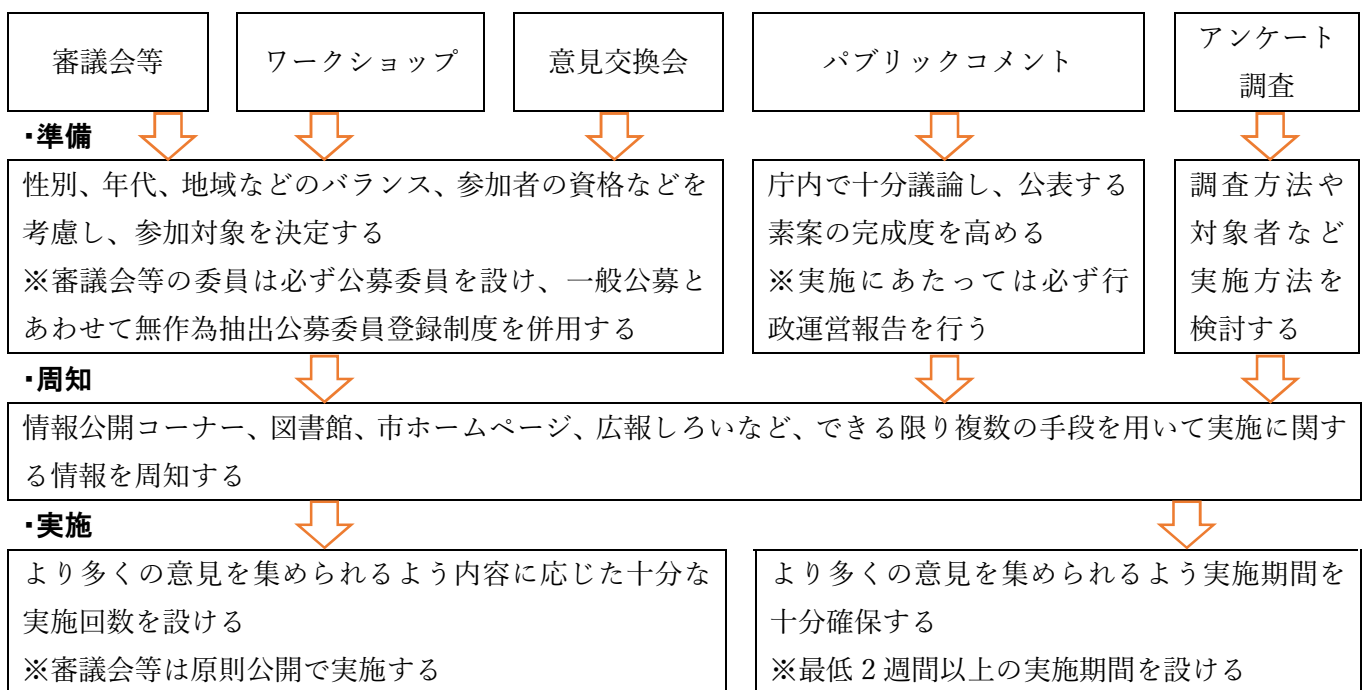 審議会等
ワークショップ
意見交換会
パブリックコメント
アンケート
調査
・準備
性別、年代、地域などのバランス、参加者の資格などを
考慮し、参加対象を決定する
※審議会等の委員は必ず公募委員を設け、一般公募と
あわせて無作為抽出公募委員登録制度を併用する
庁内で十分議論し、公表する
素案の完成度を高める
※実施にあたっては必ず行
政運営報告を行う
調査方法や
対象者など
実施方法を
検討する
・周知
情報公開コーナー、図書館、市ホームページ、広報しろいなど、できる限り複数の手段を用いて実施に関す
る情報を周知する
・実施
より多くの意見を集められるよう内容に応じた十分な
実施回数を設ける
※審議会等は原則公開で実施する
より多くの意見を集められるよう実施期間を
十分確保する
※最低２週間以上の実施期間を設ける